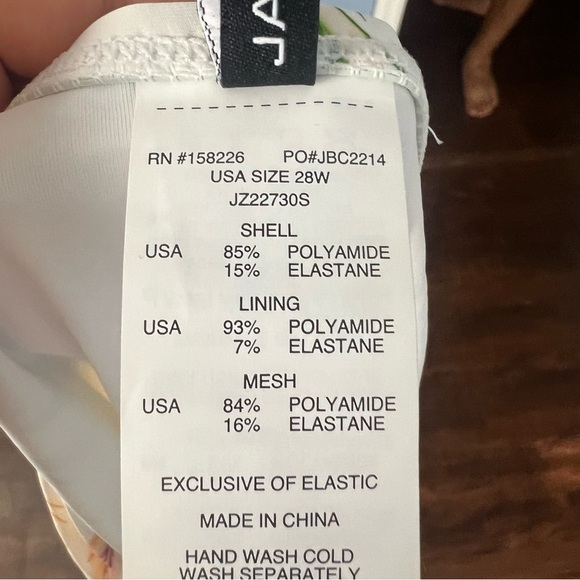 JA
RN #158226 PO#JBC2214
USA SIZE 28W
JZ22730S
SHELL
USA 85% POLYAMIDE
15% ELASTANE
LINING
USA 93% POLYAMIDE
7% ELASTANE
MESH
USA 84% POLYAMIDE
16% ELASTANE
EXCLUSIVE OF ELASTIC
MADE IN CHINA
HAND WASH COLD
WASH SEPARATELY